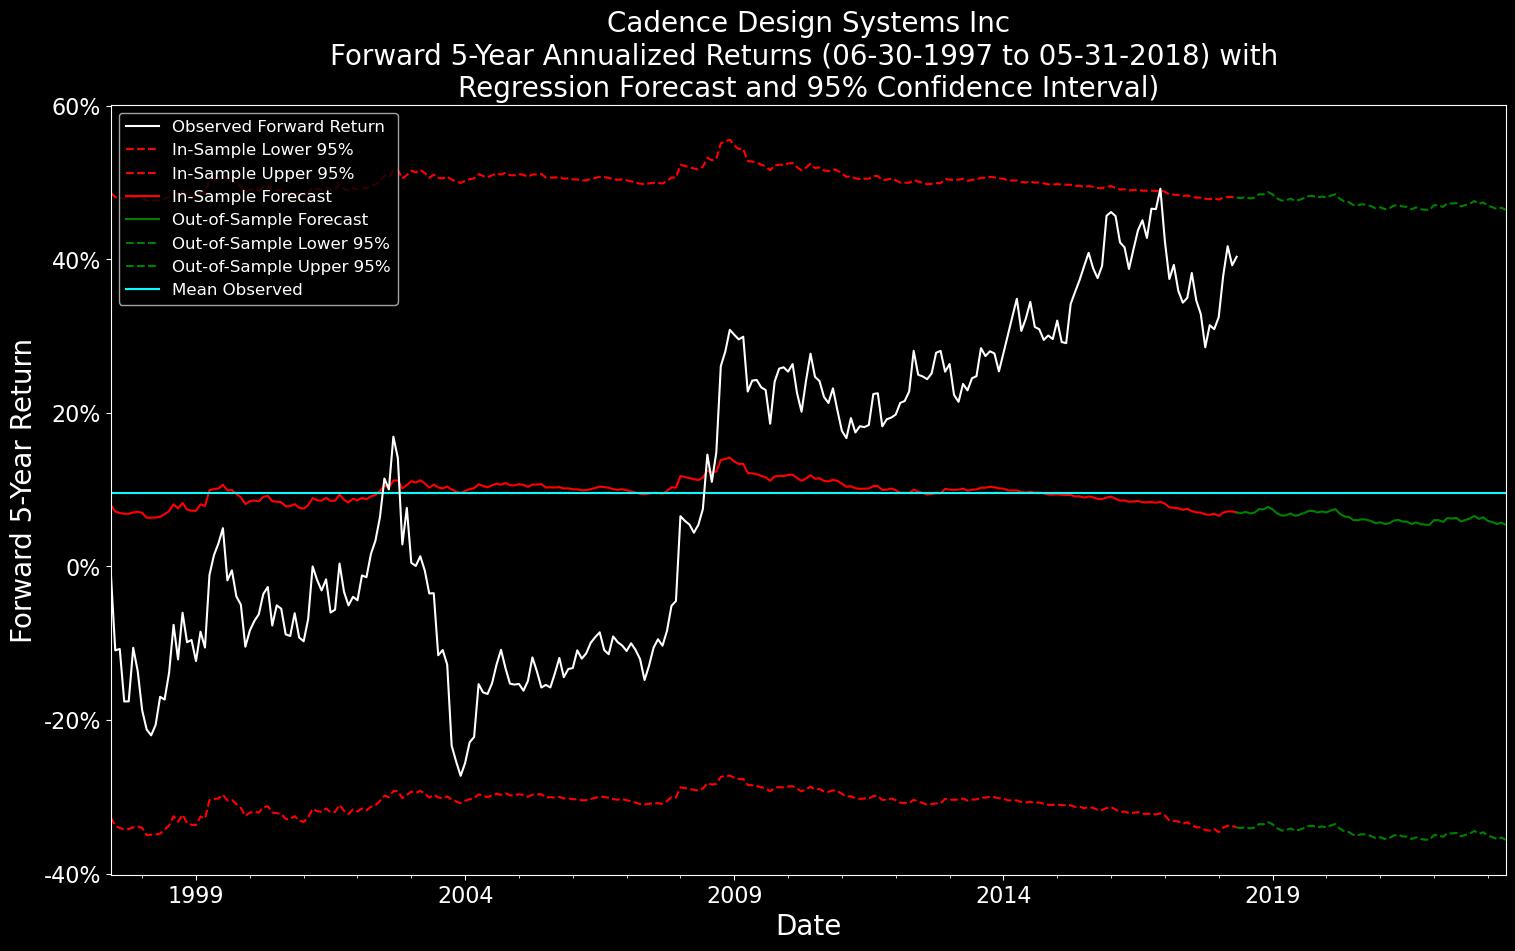 Cadence Design Systems Inc
Forward 5-Year Annualized Returns (06-30-1997 to 05-31-2018) with
Regression Forecast and 95% Confidence Interval)
60%
40%
20%
0%
-20%
-40%
Forward 5-Year Return
Observed Forward Return
In-Sample Lower 95%
In-Sample Upper 95%
In-Sample Forecast
Out-of-Sample Forecast
Out-of-Sample Lower 95%
Out-of-Sample Upper 95%
Mean Observed
1999
2004
2009
2014
2019
Date